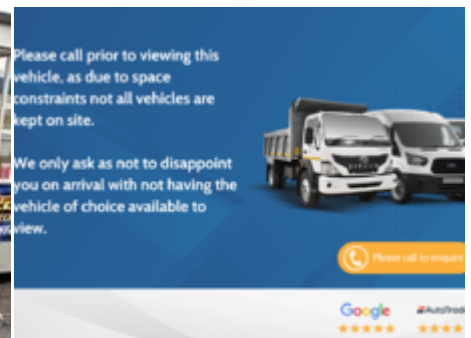 Please call prior to viewing this
vehicle, as due to space
constraints not all vehicles are
kept on site.
We only ask as not to disappoint
you on arrival with not having the
vehicle of choice available to
view.
Please call to enquire
Google
AutoTrade